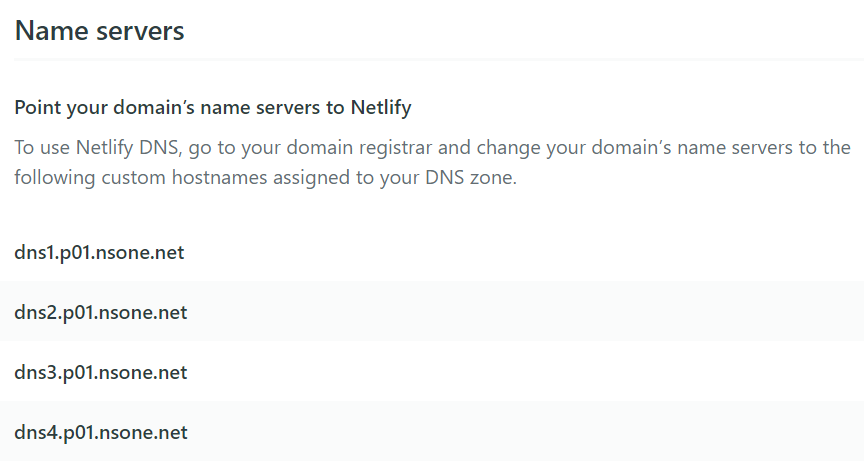 Name servers
Point your domain’s name servers to Netlify
To use Netlify DNS, go to your domain registrar and change your domain’s name servers to the
following custom hostnames assigned to your DNS zone.
dns1.p01.nsone.net
dns2.p01.nsone.net
dns3.p01.nsone.net
dns4.p01.nsone.net